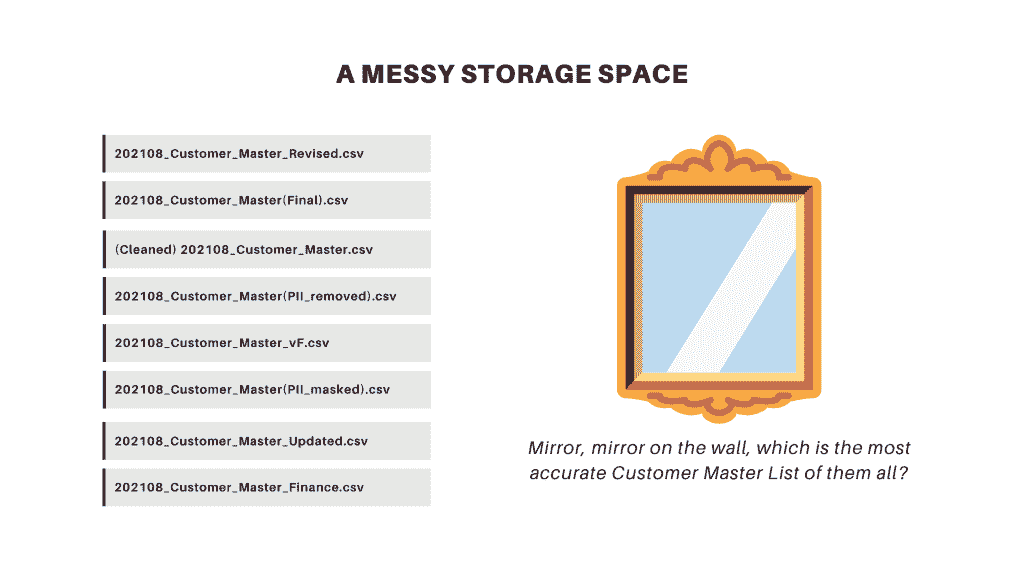 A MESSY STORAGE SPACE
202108_Customer_Master_Revised.csv
202108_Customer_Master(Final).csv
(Cleaned) 202108_Customer_Master.csv
202108_Customer_Master(PII_removed).csv
202108_Customer_Master_vF.csv
202108_Customer_Master(PII_masked).csv
202108_Customer_Master_Updated.csv
202108_Customer_Master_Finance.csv
Mirror, mirror on the wall, which is the most
accurate Customer Master List of them all?